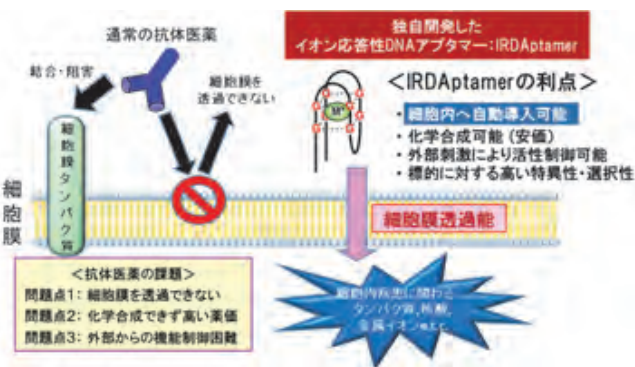 通常の抗体医薬
結合・阻害
細胞膜を
透過できない
細胞膜タンパク質
細胞膜
<抗体医薬の課題>
問題点1: 細胞膜を透過できない
問題点2: 化学合成できず高い薬価
問題点3: 外部からの機能制御困難
独自開発した
イオン応答性DNAアプタマー:IRDAptamer
<IRDAptamerの利点>
・細胞内へ自動導入可能
・化学合成可能 (安価)
・外部刺激により活性制御可能
・標的に対する高い特異性・選択性
細胞膜透過能
細胞内疾患に関わる
タンパク質,核酸,
金属イオンetc.